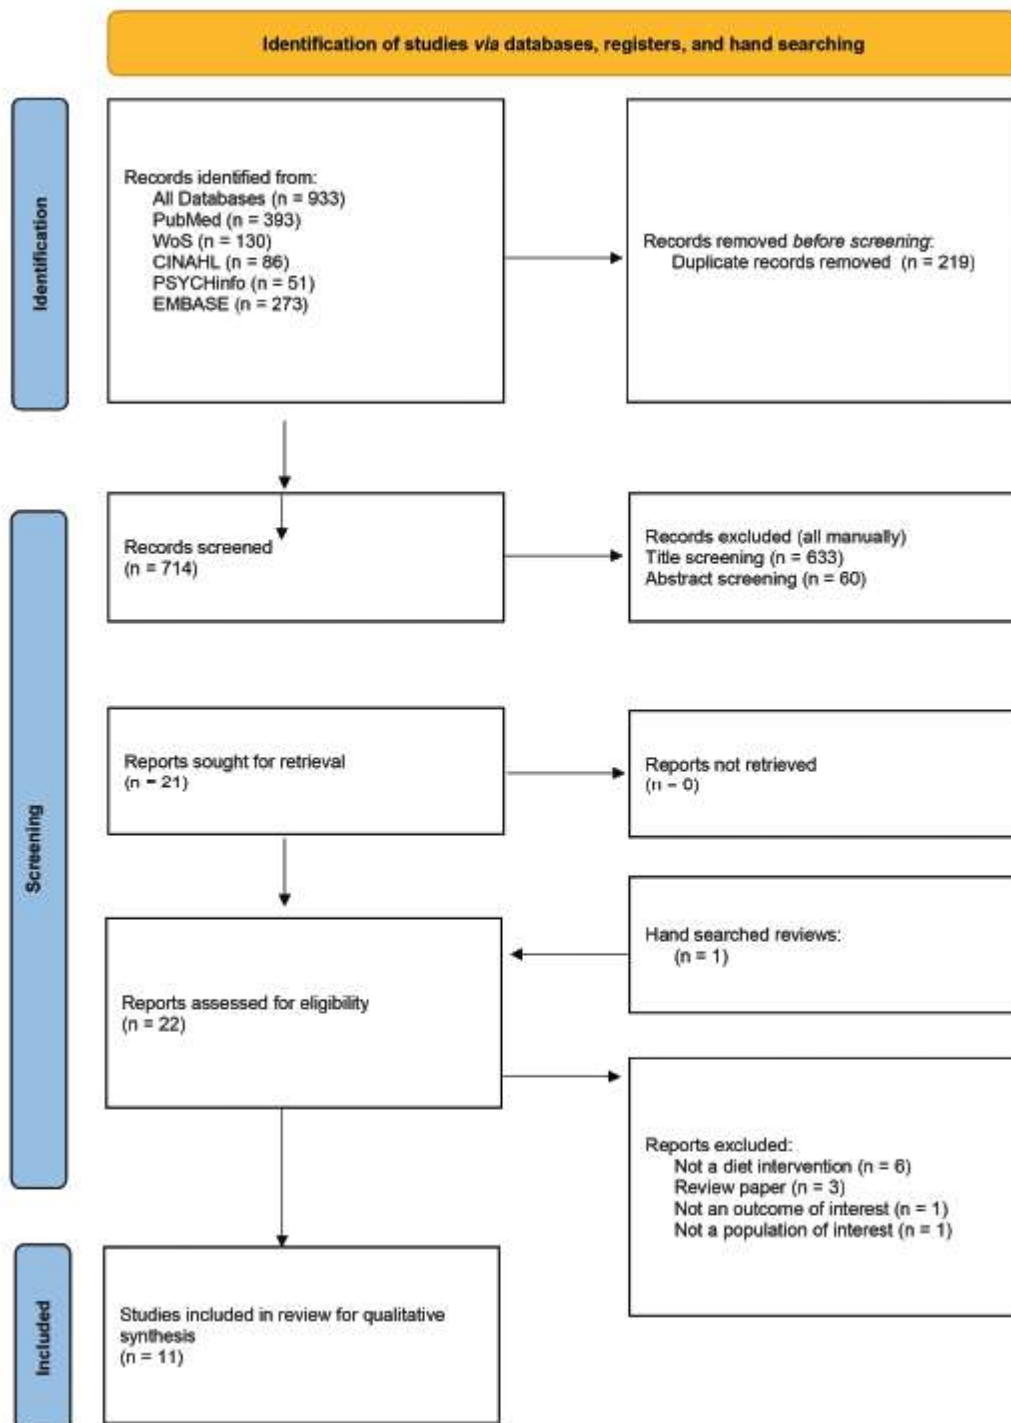 Identification of studies via databases, registers, and hand searching
Identification
Records identified from:
All Databases (n = 933)
PubMed (n = 393)
WoS (n = 130)
CINAHL (n = 86)
PSYCHinfo (n = 51)
EMBASE (n = 273)
Records removed before screening:
Duplicate records removed (n = 219)
Screening
Records screened
(n = 714)
Records excluded (all manually)
Title screening (n = 633)
Abstract screening (n = 60)
Reports sought for retrieval
(n = 21)
Reports not retrieved
(n = 0)
Hand searched reviews:
(n = 1)
Reports assessed for eligibility
(n = 22)
Reports excluded:
Not a diet intervention (n = 6)
Review paper (n = 3)
Not an outcome of interest (n = 1)
Not a population of interest (n = 1)
Included
Studies included in review for qualitative
synthesis
(n = 11)